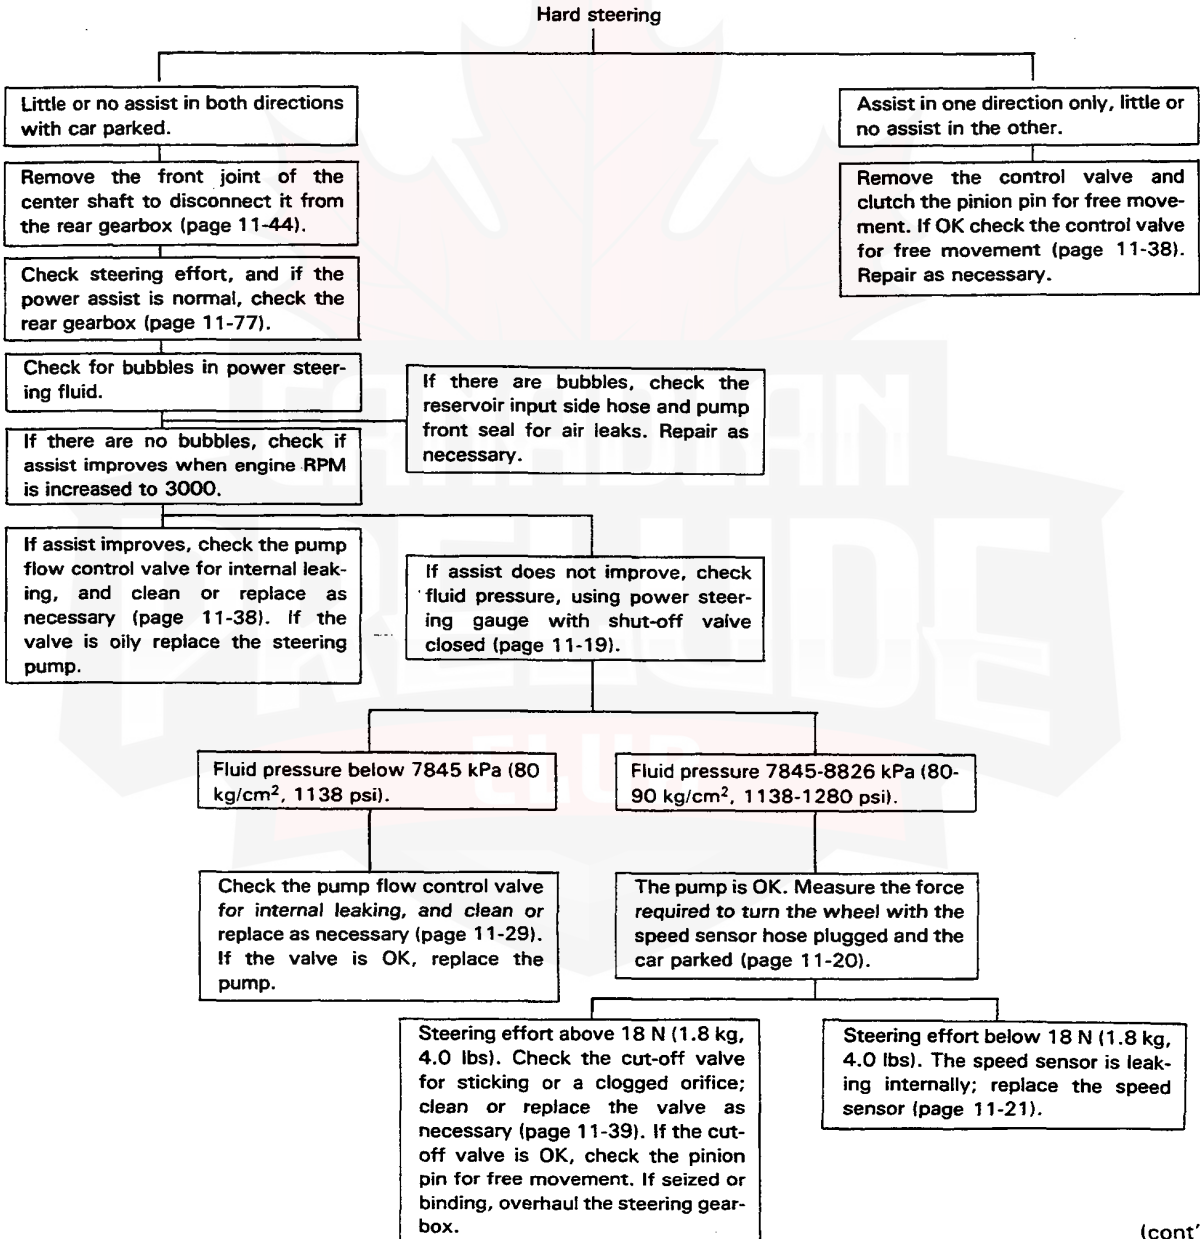 Hard steering
Little or no assist in both directions
with car parked.
Assist in one direction only, little or
no assist in the other.
Remove the front joint of the
center shaft to disconnect it from
the rear gearbox (page 11-44).
Remove the control valve and
clutch the pinion pin for free move-
ment. If OK check the control valve
for free movement (page 11-38).
Repair as necessary.
Check steering effort, and if the
power assist is normal, check the
rear gearbox (page 11-77).
Check for bubbles in power steer-
ing fluid.
If there are bubbles, check the
reservoir input side hose and pump
front seal for air leaks. Repair as
necessary.
If there are no bubbles, check if
assist improves when engine RPM
is increased to 3000.
If assist improves, check the pump
flow control valve for internal leak-
ing, and clean or replace as
necessary (page 11-38). If the
valve is oily replace the steering
pump.
If assist does not improve, check
fluid pressure, using power steer-
ing gauge with shut-off valve
closed (page 11-19).
Fluid pressure below 7845 kPa (80
kg/cm², 1138 psi).
Fluid pressure 7845-8826 kPa (80-
90 kg/cm², 1138-1280 psi).
Check the pump flow control valve
for internal leaking, and clean or
replace as necessary (page 11-29).
If the valve is OK, replace the
pump.
The pump is OK. Measure the force
required to turn the wheel with the
speed sensor hose plugged and the
car parked (page 11-20).
Steering effort above 18 N (1.8 kg,
4.0 lbs). Check the cut-off valve
for sticking or a clogged orifice;
clean or replace the valve as
necessary (page 11-39). If the cut-
off valve is OK, check the pinion
pin for free movement. If seized or
binding, overhaul the steering gear-
box.
Steering effort below 18 N (1.8 kg,
4.0 lbs). The speed sensor is leak-
ing internally; replace the speed
sensor (page 11-21).
(cont'
CANADIAN
PRELUDE
CLUB